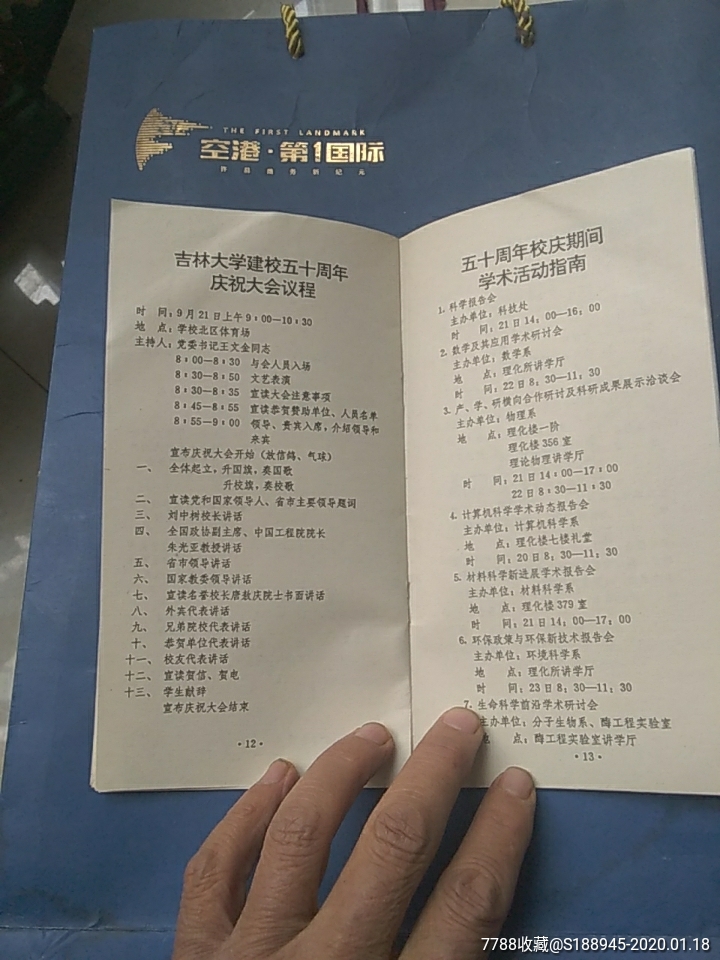 THE FIRST LANDMARK
空港·第1国际
吉林大学建校五十周年
庆祝大会议程
时　间：9月21日上午9：00—10：30
地　点：学校北区体育场
主持人：党委书记王文金同志
8：00—8：30　与会人员入场
8：30—8：50　文艺表演
8：30—8：35　宣读大会注意事项
8：45—8：55　宣读恭贺赞助单位、人员名单
8：55—9：00　领导、贵宾入席，介绍领导和
来宾
宣布庆祝大会开始（放信鸽、气球）
一、　全体起立，升国旗，奏国歌
升校旗，奏校歌
二、　宣读党和国家领导人、省市主要领导题词
三、　刘中树校长讲话
四、　全国政协副主席、中国工程院院长
朱光亚教授讲话
五、　省市领导讲话
六、　国家教委领导讲话
七、　宣读名誉校长唐敖庆院士书面讲话
八、　外宾代表讲话
九、　兄弟院校代表讲话
十、　恭贺单位代表讲话
十一、　校友代表讲话
十二、　宣读贺信、贺电
十三、　学生献辞
宣布庆祝大会结束
·12·
五十周年校庆期间
学术活动指南
1. 科学报告会
主办单位：科技处
时　间：21日14：00—16：00
2. 数学及其应用学术研讨会
主办单位：数学系
地　点：理化所讲学厅
时　间：22日8：30—11：30
3. 产、学、研横向合作研讨及科研成果展示洽谈会
主办单位：物理系
地　点：理化楼一阶
理化楼356室
理论物理讲学厅
时　间：21日14：00—17：00
22日8：30—11：30
4. 计算机科学学术动态报告会
主办单位：计算机科学系
地　点：理化楼七楼礼堂
时　间：20日8：30—11：30
5. 材料科学新进展学术报告会
主办单位：材料科学系
地　点：理化楼379室
时　间：21日14：00—17：00
6. 环保政策与环保新技术报告会
主办单位：环境科学系
地　点：理化所讲学厅
时　间：23日8：30—11：30
7. 生命科学前沿学术研讨会
主办单位：分子生物系、酶工程实验室
点：酶工程实验室讲学厅
·13·
7788收藏@S188945-2020.01.18